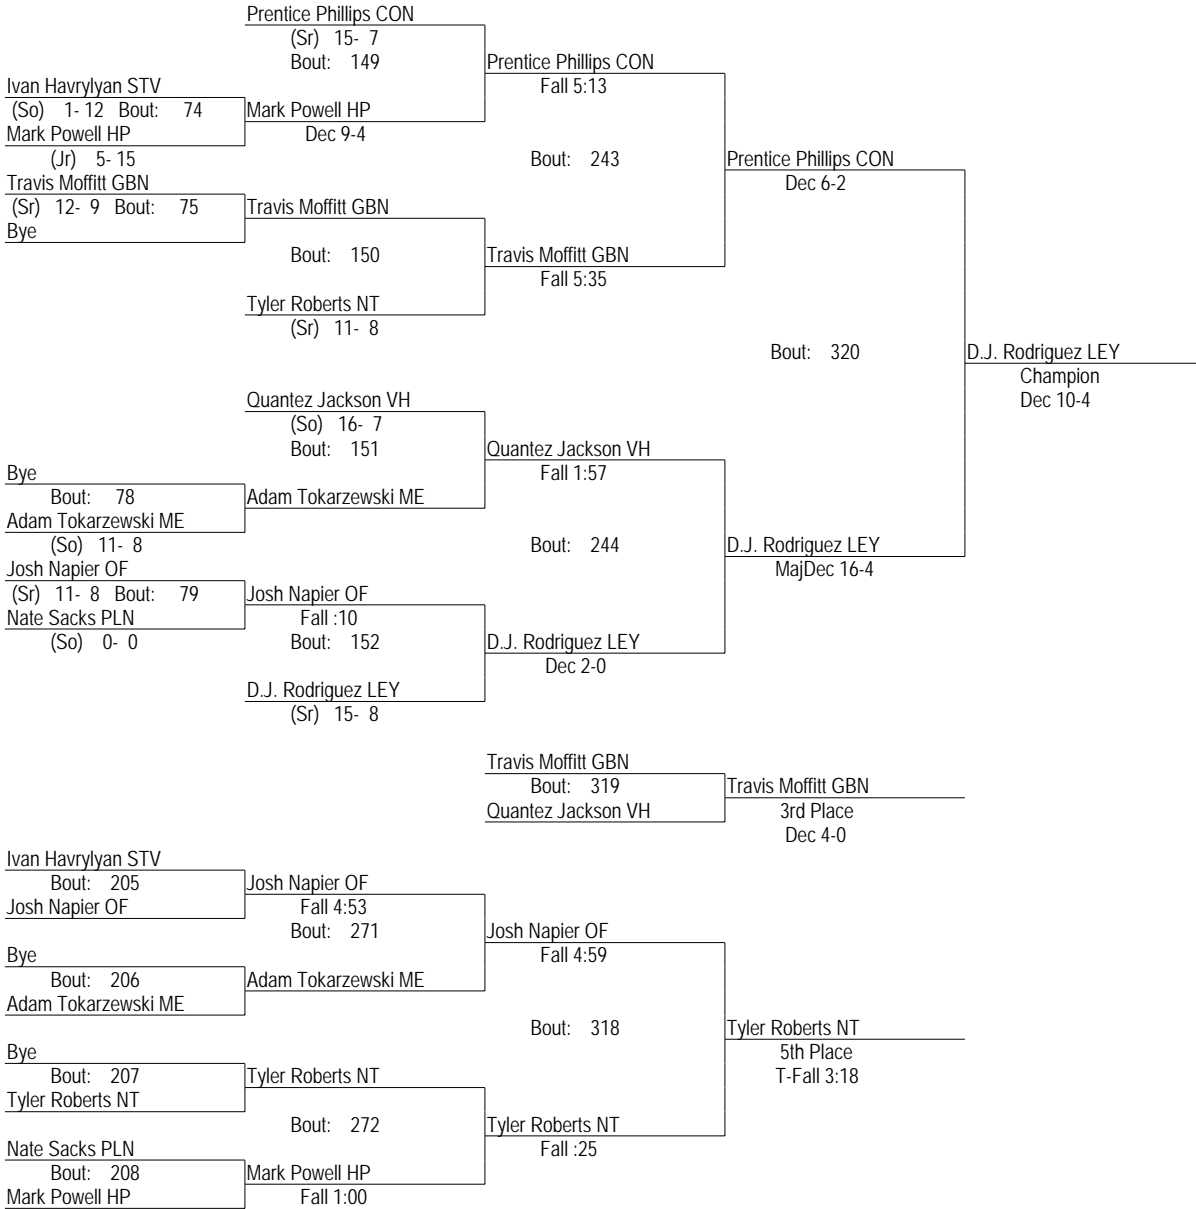 Prentice Phillips CON
(Sr) 15- 7
Bout: 149
Prentice Phillips CON
Fall 5:13
Ivan Havrylyan STV
(So) 1- 12 Bout: 74
Mark Powell HP
Dec 9-4
Mark Powell HP
(Jr) 5- 15
Bout: 243
Prentice Phillips CON
Dec 6-2
Travis Moffitt GBN
(Sr) 12- 9 Bout: 75
Travis Moffitt GBN
Bye
Bout: 150
Travis Moffitt GBN
Fall 5:35
Tyler Roberts NT
(Sr) 11- 8
Bout: 320
D.J. Rodriguez LEY
Champion
Dec 10-4
Quantez Jackson VH
(So) 16- 7
Bout: 151
Quantez Jackson VH
Fall 1:57
Bye
Bout: 78
Adam Tokarzewski ME
Adam Tokarzewski ME
(So) 11- 8
Bout: 244
D.J. Rodriguez LEY
MajDec 16-4
Josh Napier OF
(Sr) 11- 8 Bout: 79
Josh Napier OF
Nate Sacks PLN
Fall :10
(So) 0- 0
Bout: 152
D.J. Rodriguez LEY
Dec 2-0
D.J. Rodriguez LEY
(Sr) 15- 8
Travis Moffitt GBN
Bout: 319
Travis Moffitt GBN
Quantez Jackson VH
3rd Place
Dec 4-0
Ivan Havrylyan STV
Bout: 205
Josh Napier OF
Josh Napier OF
Fall 4:53
Bout: 271
Josh Napier OF
Fall 4:59
Bye
Bout: 206
Adam Tokarzewski ME
Adam Tokarzewski ME
Bout: 318
Tyler Roberts NT
5th Place
T-Fall 3:18
Bye
Bout: 207
Tyler Roberts NT
Tyler Roberts NT
Bout: 272
Tyler Roberts NT
Fall :25
Nate Sacks PLN
Bout: 208
Mark Powell HP
Mark Powell HP
Fall 1:00